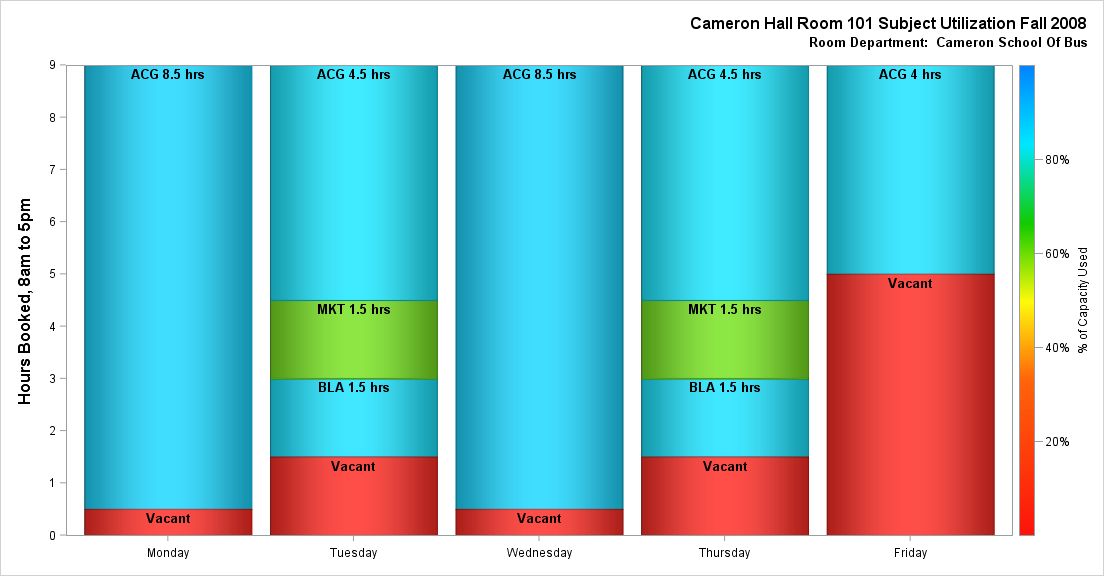 Cameron Hall Room 101 Subject Utilization Fall 2008
Room Department:  Cameron School Of Bus
Hours Booked, 8am to 5pm
9
8
7
6
5
4
3
2
1
0
ACG 8.5 hrs
Vacant
ACG 4.5 hrs
MKT 1.5 hrs
BLA 1.5 hrs
Vacant
ACG 8.5 hrs
Vacant
ACG 4.5 hrs
MKT 1.5 hrs
BLA 1.5 hrs
Vacant
ACG 4 hrs
Vacant
Monday
Tuesday
Wednesday
Thursday
Friday
80%
60%
40%
20%
% of Capacity Used